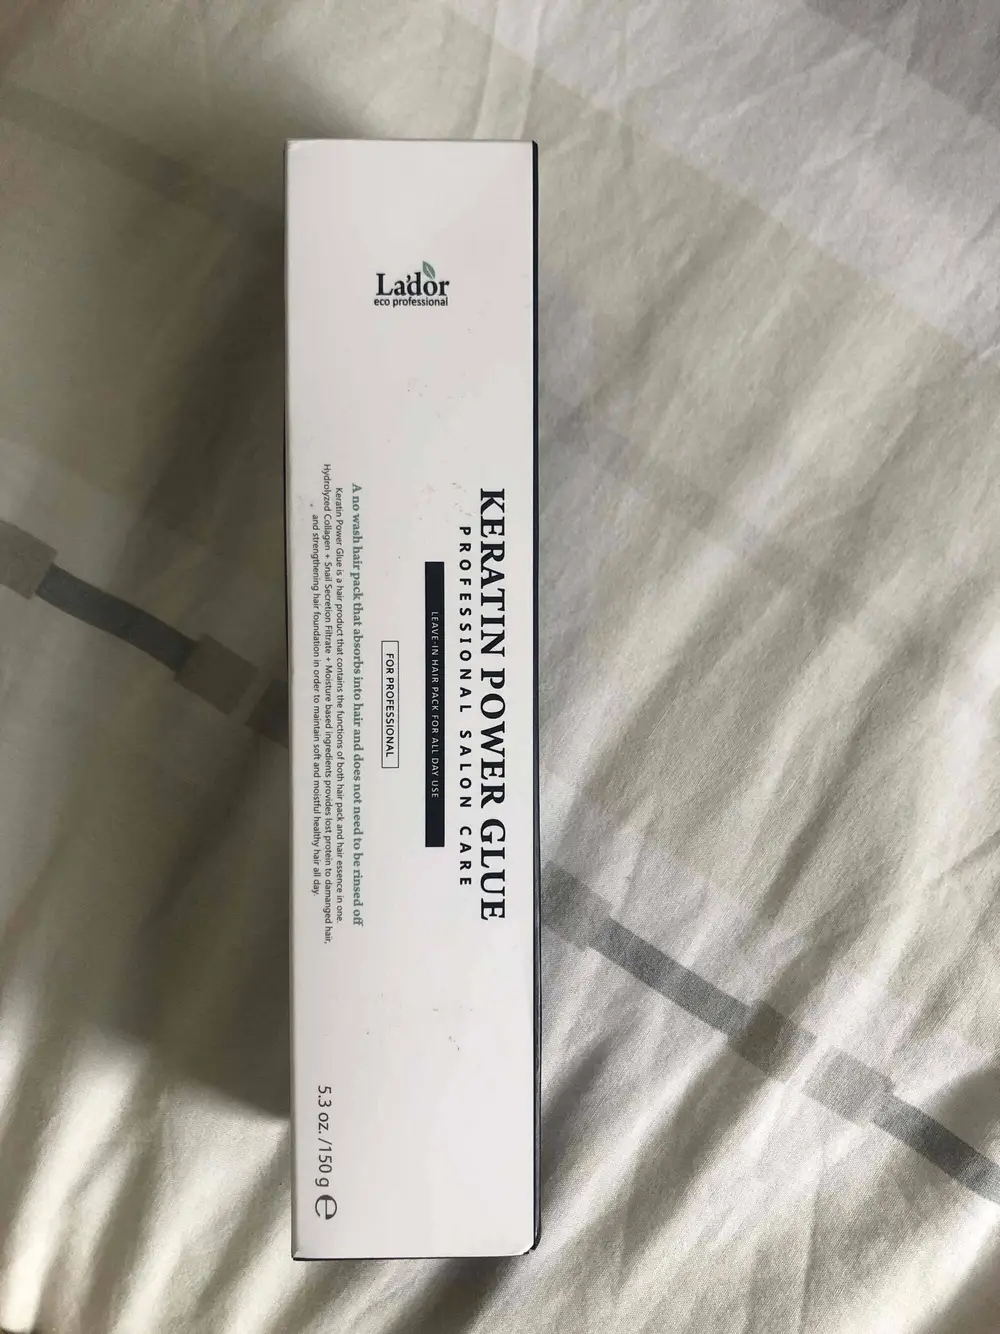 La'dor
eco professional
KERATIN POWER GLUE
PROFESSIONAL SALON CARE
LEAVE-IN HAIR PACK FOR ALL DAY USE
FOR PROFESSIONAL
A no wash hair pack that absorbs into hair and does not need to be rinsed off
Keratin Power Glue is a hair product that contains the functions of both hair pack and hair essence in one.
Hydrolyzed Collagen + Snail Secretion Filtrate + Moisture based ingredients provides lost protein to damanged hair,
and strengthening hair foundation in order to maintain soft and moistful healthy hair all day.
5.3 oz. /150 g ℮